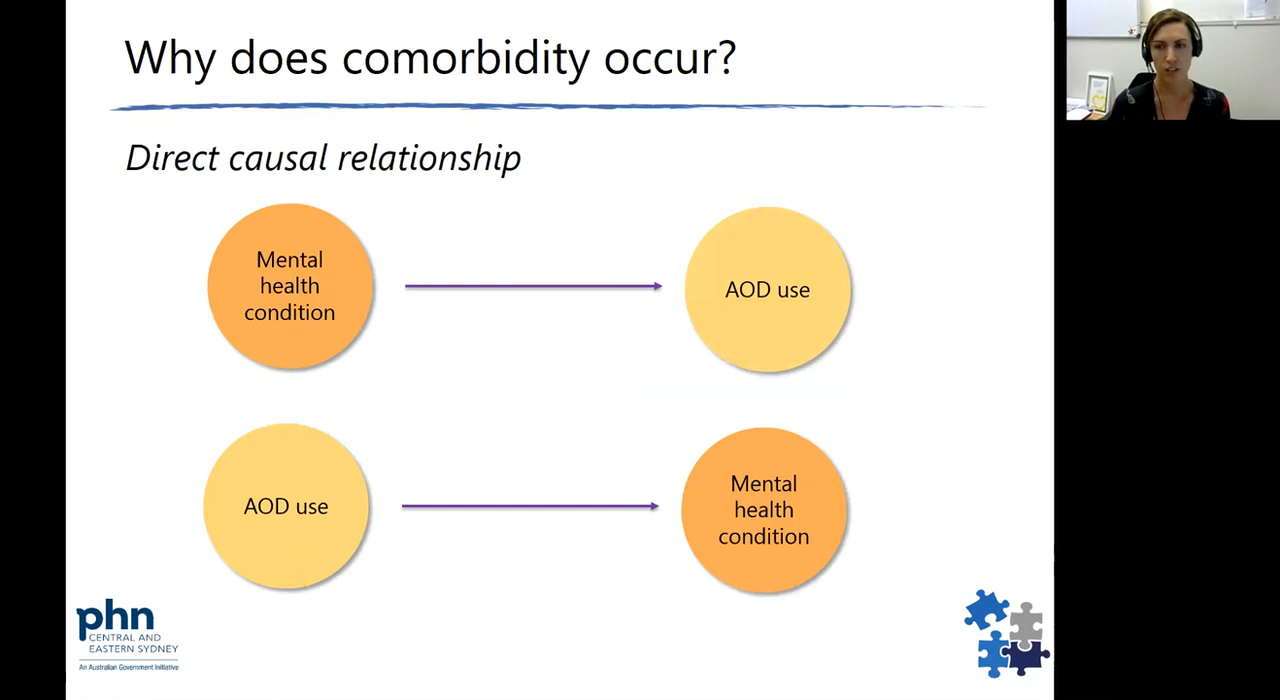 Why does comorbidity occur?
Direct causal relationship
Mental
health
condition
AOD use
AOD use
Mental
health
condition
phn
CENTRAL AND
EASTERN SYDNEY
An Australian Government Initiative